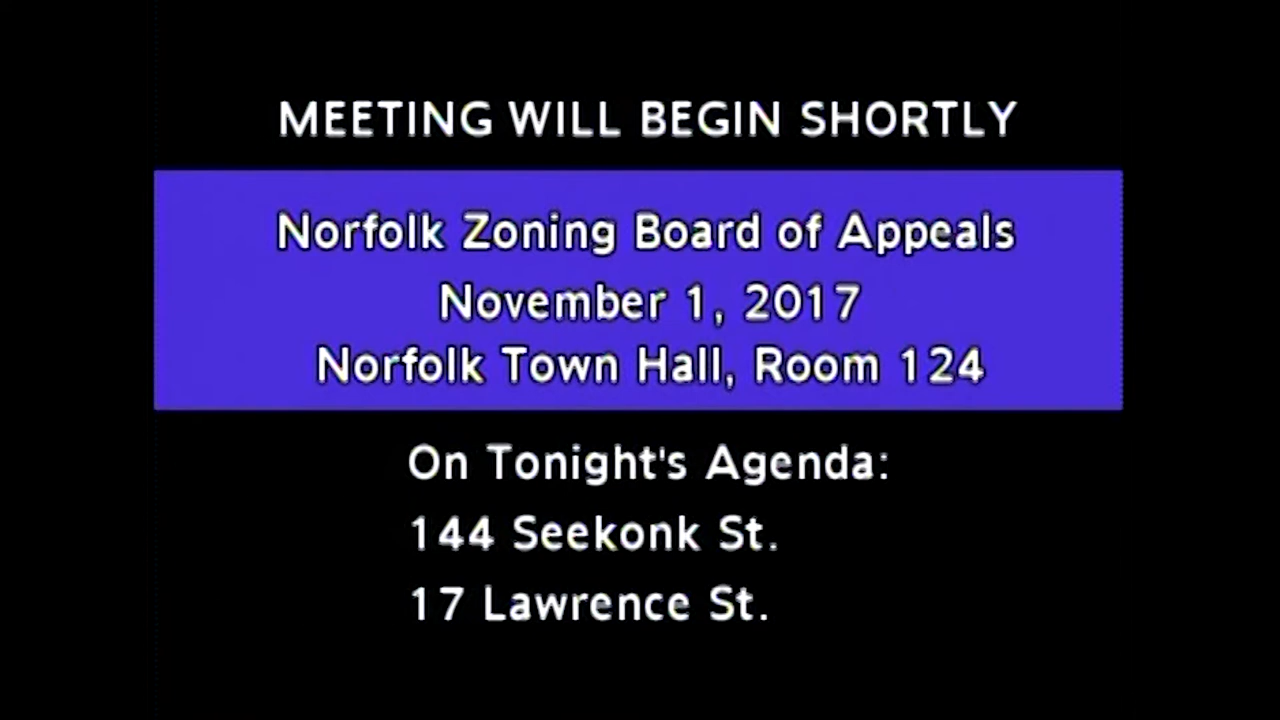 MEETING WILL BEGIN SHORTLY
Norfolk Zoning Board of Appeals
November 1, 2017
Norfolk Town Hall, Room 124
On Tonight's Agenda:
144 Seekonk St.
17 Lawrence St.